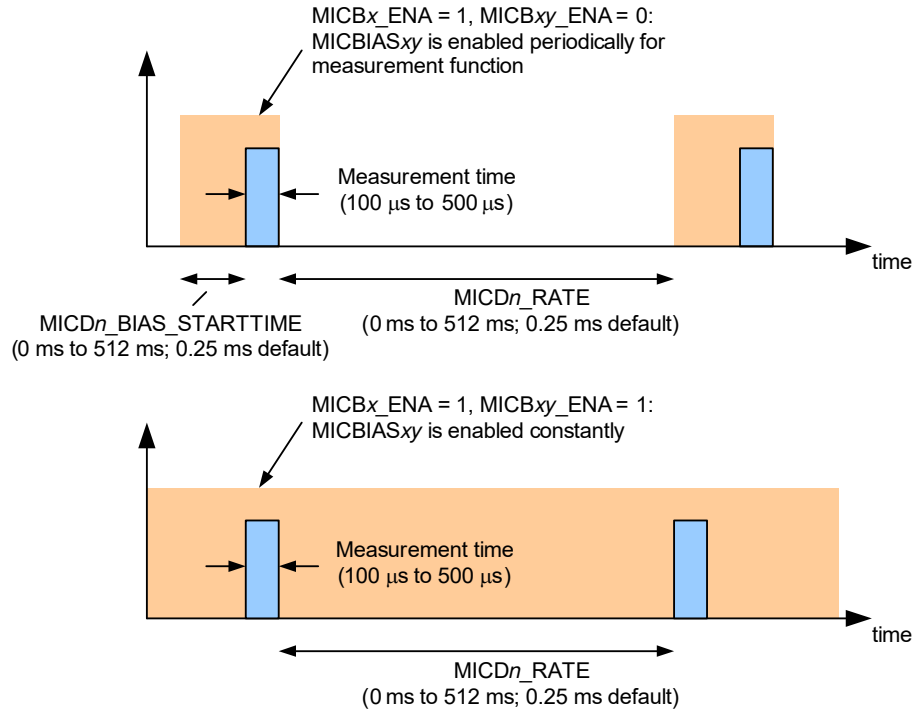 MICBx_ENA = 1, MICBxy_ENA = 0:
MICBIASxy is enabled periodically for
measurement function
Measurement time
(100 μs to 500 μs)
time
MICDn_RATE
(0 ms to 512 ms; 0.25 ms default)
MICDn_BIAS_STARTTIME
(0 ms to 512 ms; 0.25 ms default)
MICBx_ENA = 1, MICBxy_ENA = 1:
MICBIASxy is enabled constantly
Measurement time
(100 μs to 500 μs)
time
MICDn_RATE
(0 ms to 512 ms; 0.25 ms default)